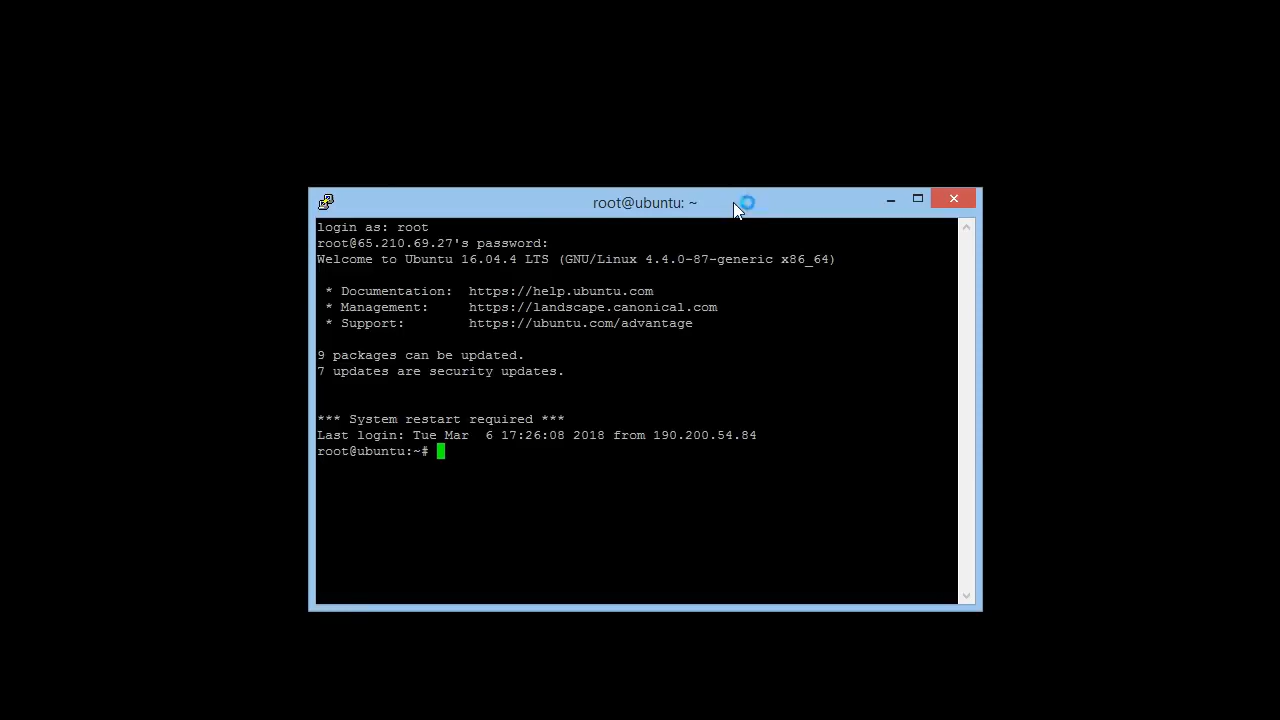 root@ubuntu: ~
login as: root
root@65.210.69.27's password:
Welcome to Ubuntu 16.04.4 LTS (GNU/Linux 4.4.0-87-generic x86_64)
* Documentation:  https://help.ubuntu.com
* Management:     https://landscape.canonical.com
* Support:        https://ubuntu.com/advantage
9 packages can be updated.
7 updates are security updates.
*** System restart required ***
Last login: Tue Mar  6 17:26:08 2018 from 190.200.54.84
root@ubuntu:~#